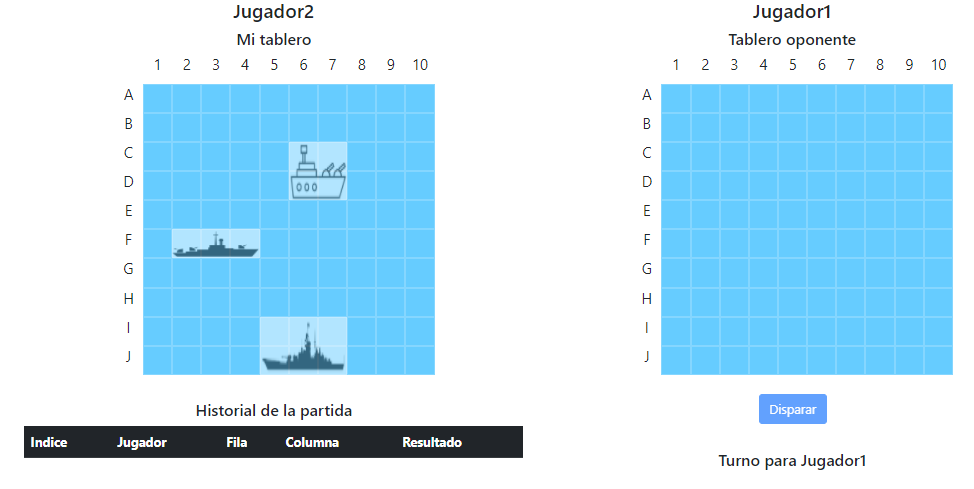 Jugador2
Mi tablero
1 2 3 4 5 6 7 8 9 10
A
B
C
D
E
F
G
H
I
J
Historial de la partida
Indice Jugador Fila Columna Resultado
Jugador1
Tablero oponente
1 2 3 4 5 6 7 8 9 10
A
B
C
D
E
F
G
H
I
J
Disparar
Turno para Jugador1